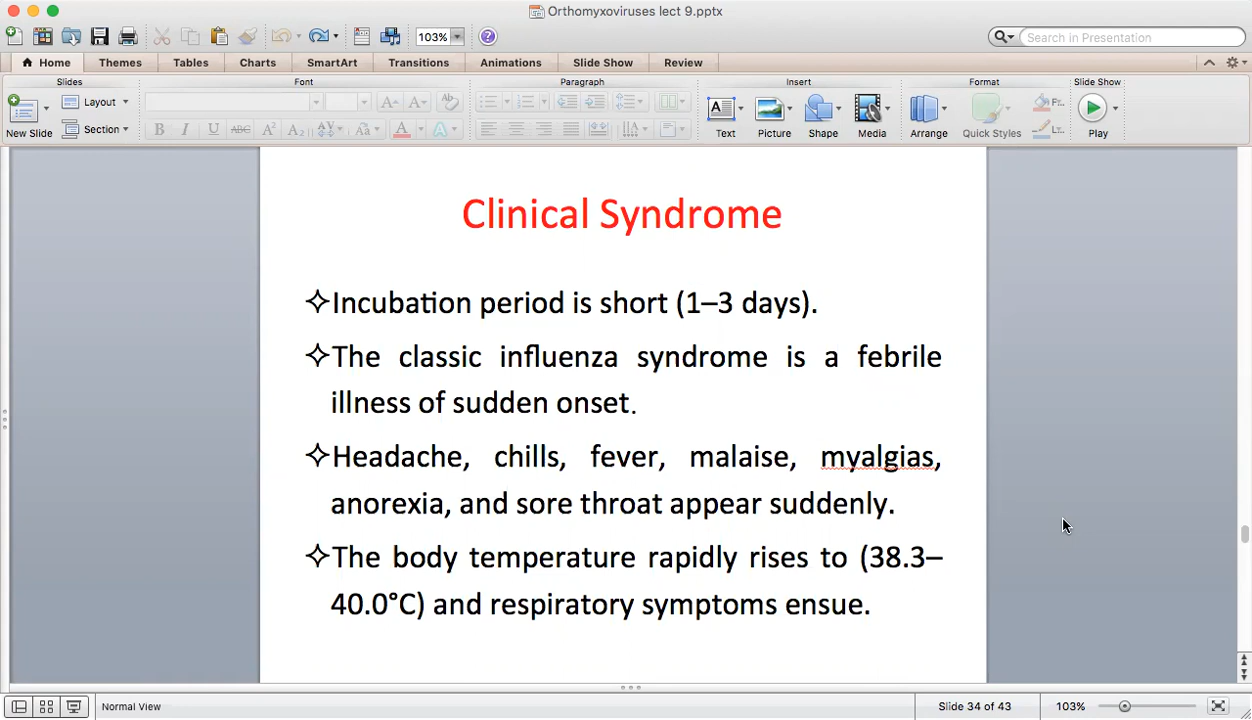 Orthomyxoviruses lect 9.pptx
103%
Search in Presentation
Home Themes Tables Charts SmartArt Transitions Animations Slide Show Review
Slides Font Paragraph Insert Format Slide Show
New Slide Layout Section
Text Picture Shape Media Arrange Quick Styles Play
Clinical Syndrome
Incubation period is short (1–3 days).
The classic influenza syndrome is a febrile
illness of sudden onset.
Headache, chills, fever, malaise, myalgias,
anorexia, and sore throat appear suddenly.
The body temperature rapidly rises to (38.3–
40.0°C) and respiratory symptoms ensue.
Normal View Slide 34 of 43 103%